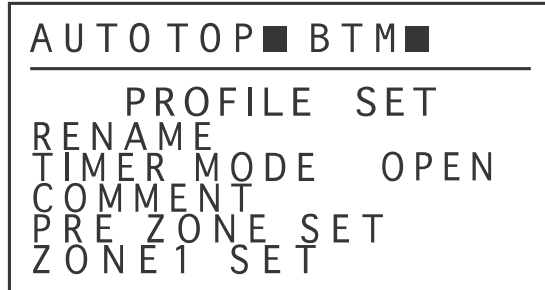 AUTO TOP■ BTM■
PROFILE SET
RENAME
TIMER MODE OPEN
COMMENT
PRE ZONE SET
ZONE1 SET